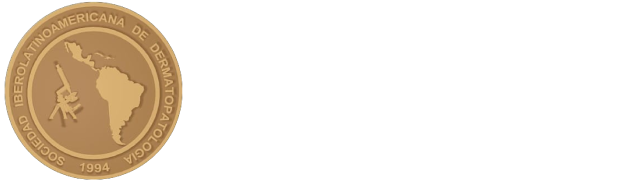 SOCIEDAD IBEROLATINOAMERICANA DE DERMATOPATOLOGIA
1994